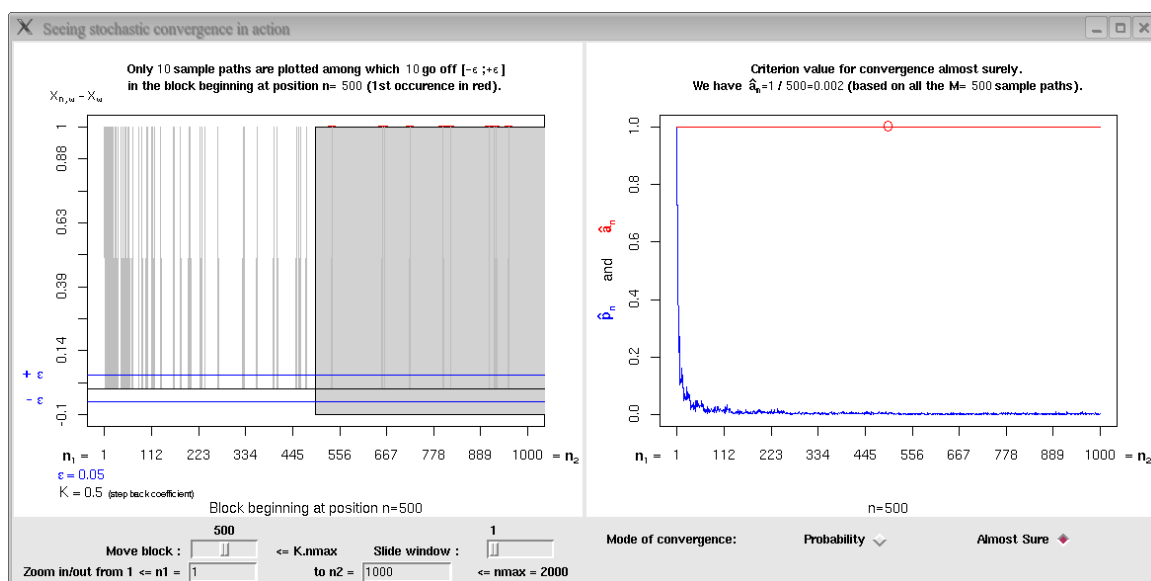 Seeing stochastic convergence in action
Only 10 sample paths are plotted among which 10 go off [-ϵ ;+ϵ]
in the block beginning at position n= 500 (1st occurence in red).
Xn,ω - Xω
1
0.88
0.63
0.39
0.14
-0.1
+ ε
- ε
n1 = 1 112 223 334 445 556 667 778 889 1000 = n2
ε = 0.05
K = 0.5 (step back coefficient)
Block beginning at position n=500
Criterion value for convergence almost surely.
We have ân=1 / 500=0.002 (based on all the M= 500 sample paths).
1.0
0.8
0.6
0.4
0.2
0.0
p̂n and ân
n1 = 1 112 223 334 445 556 667 778 889 1000 = n2
n=500
500 1
Move block : <= K.nmax Slide window :
Zoom in/out from 1 <= n1 = 1 to n2 = 1000 <= nmax = 2000
Mode of convergence: Probability Almost Sure